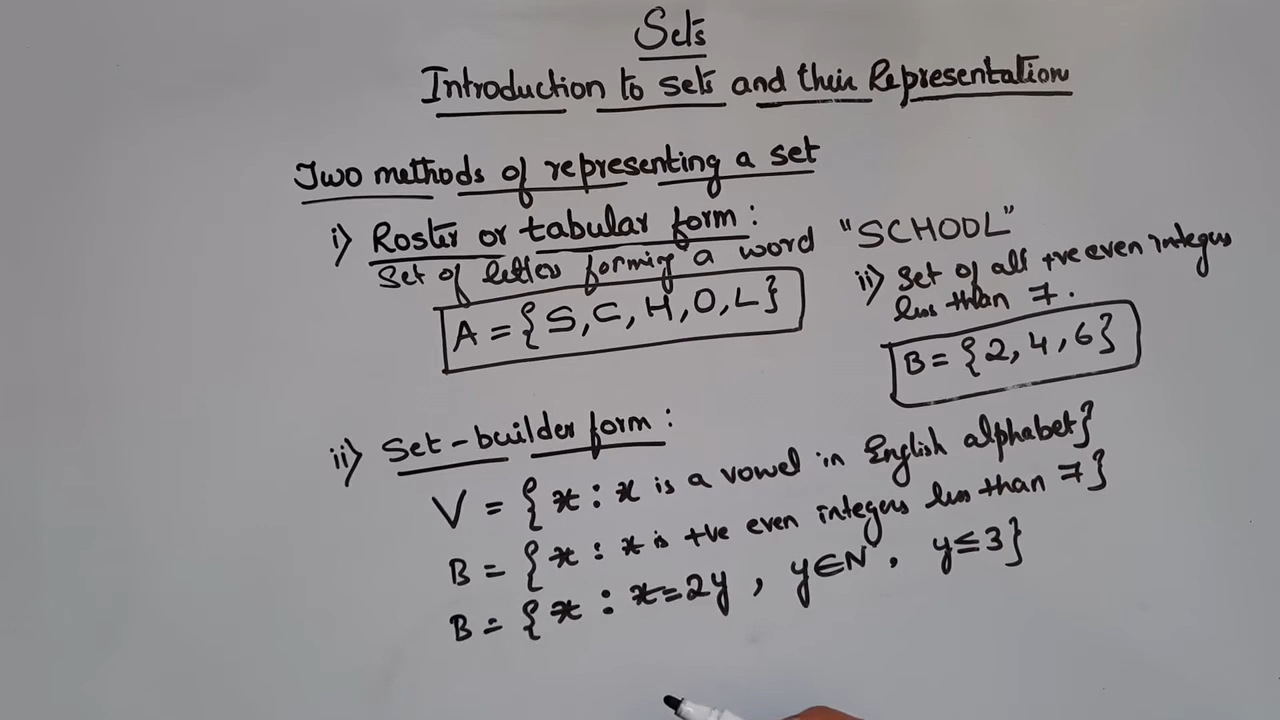 Sets
Introduction to sets and their Representation
Two methods of representing a set
i) Roster or tabular form :
Set of letters forming a word "SCHOOL"
A = {S, C, H, O, L}
ii) Set of all +ve even integers
less than 7.
B = {2, 4, 6}
ii) Set-builder form :
V = {x : x is a vowel in English alphabet}
B = {x : x is +ve even integers less than 7}
B = {x : x=2y , y∈N , y≤3}